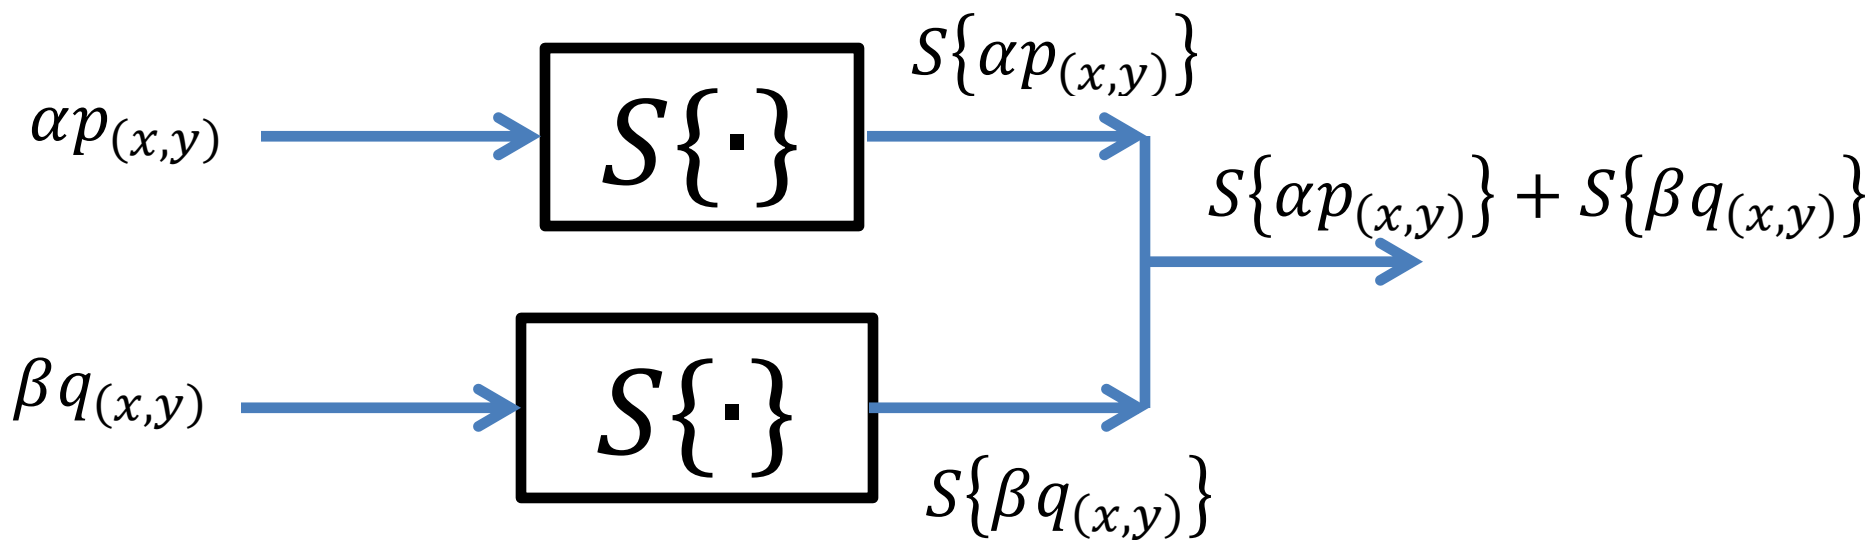 αp(x,y)
S{·}
S{αp(x,y)}
S{αp(x,y)} + S{βq(x,y)}
βq(x,y)
S{·}
S{βq(x,y)}